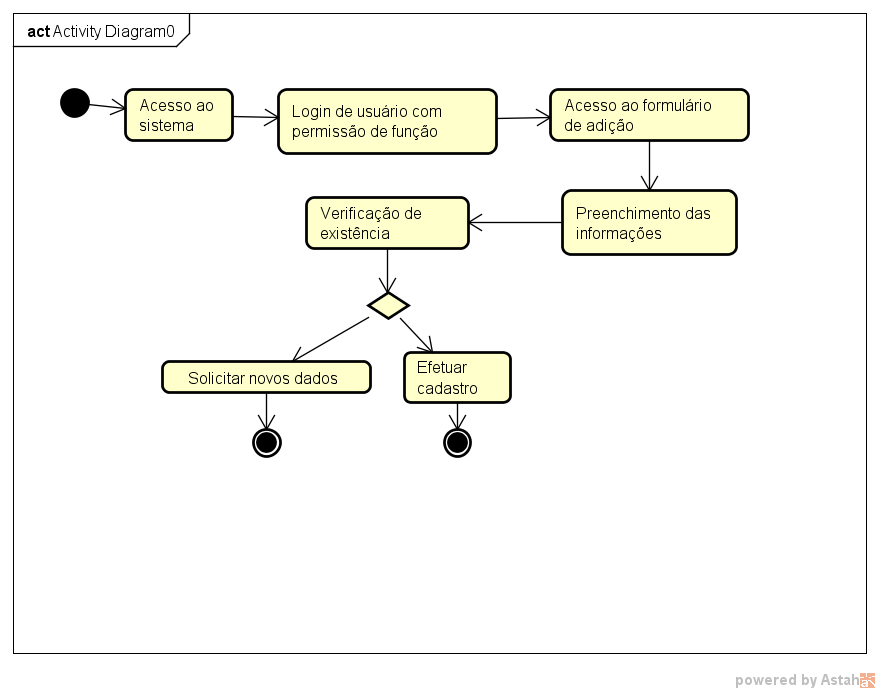 act Activity Diagram0
Acesso ao
sistema
Login de usuário com
permissão de função
Acesso ao formulário
de adição
Preenchimento das
informações
Verificação de
existência
Solicitar novos dados
Efetuar
cadastro
powered by Astah